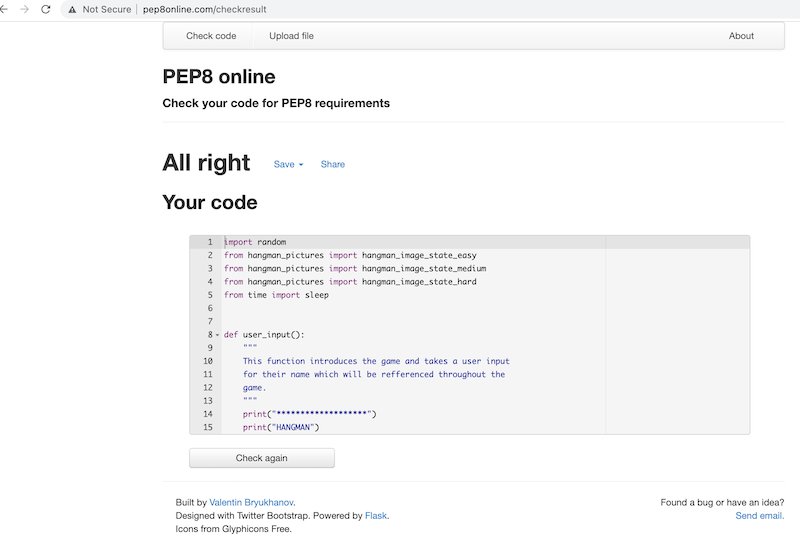 Not Secure | pep8online.com/checkresult
Check code Upload file About
PEP8 online
Check your code for PEP8 requirements
All right Save Share
Your code
1 import random
2 from hangman_pictures import hangman_image_state_easy
3 from hangman_pictures import hangman_image_state_medium
4 from hangman_pictures import hangman_image_state_hard
5 from time import sleep
6
7
8 def user_input():
9 """
10 This function introduces the game and takes a user input
11 for their name which will be refferenced throughout the
12 game.
13 """
14 print("*******************")
15 print("HANGMAN")
Check again
Built by Valentin Bryukhanov. Found a bug or have an idea?
Designed with Twitter Bootstrap. Powered by Flask. Send email.
Icons from Glyphicons Free.